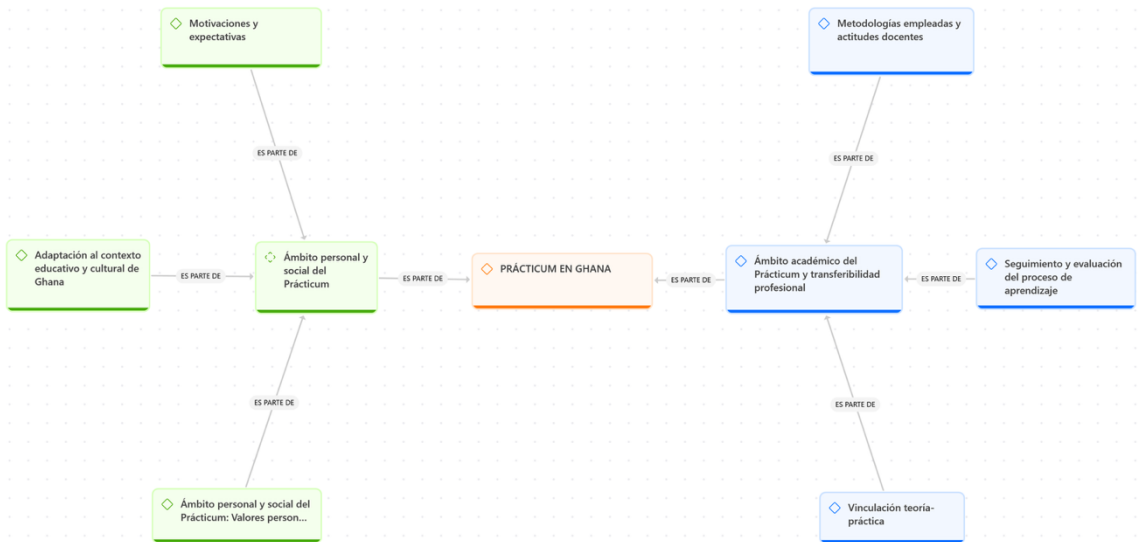 Motivaciones y
expectativas
Metodologías empleadas y
actitudes docentes
ES PARTE DE
ES PARTE DE
Adaptación al contexto
educativo y cultural de
Ghana
ES PARTE DE
Ámbito personal y
social del
Prácticum
ES PARTE DE
PRÁCTICUM EN GHANA
ES PARTE DE
Ámbito académico del
Prácticum y transferibilidad
profesional
ES PARTE DE
Seguimiento y evaluación
del proceso de
aprendizaje
ES PARTE DE
ES PARTE DE
Ámbito personal y social del
Prácticum: Valores person...
Vinculación teoría-
práctica